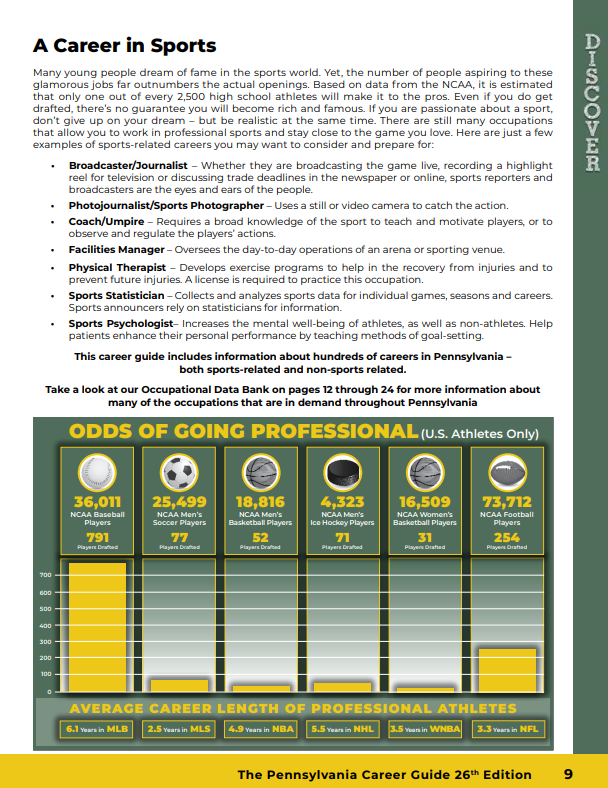 A Career in Sports
DISCOVER
Many young people dream of fame in the sports world. Yet, the number of people aspiring to these
glamorous jobs far outnumbers the actual openings. Based on data from the NCAA, it is estimated
that only one out of every 2,500 high school athletes will make it to the pros. Even if you do get
drafted, there's no guarantee you will become rich and famous. If you are passionate about a sport,
don't give up on your dream – but be realistic at the same time. There are still many occupations
that allow you to work in professional sports and stay close to the game you love. Here are just a few
examples of sports-related careers you may want to consider and prepare for:
• Broadcaster/Journalist – Whether they are broadcasting the game live, recording a highlight
reel for television or discussing trade deadlines in the newspaper or online, sports reporters and
broadcasters are the eyes and ears of the people.
• Photojournalist/Sports Photographer – Uses a still or video camera to catch the action.
• Coach/Umpire – Requires a broad knowledge of the sport to teach and motivate players, or to
observe and regulate the players' actions.
• Facilities Manager – Oversees the day-to-day operations of an arena or sporting venue.
• Physical Therapist – Develops exercise programs to help in the recovery from injuries and to
prevent future injuries. A license is required to practice this occupation.
• Sports Statistician – Collects and analyzes sports data for individual games, seasons and careers.
Sports announcers rely on statisticians for information.
• Sports Psychologist– Increases the mental well-being of athletes, as well as non-athletes. Help
patients enhance their personal performance by teaching methods of goal-setting.
This career guide includes information about hundreds of careers in Pennsylvania –
both sports-related and non-sports related.
Take a look at our Occupational Data Bank on pages 12 through 24 for more information about
many of the occupations that are in demand throughout Pennsylvania
ODDS OF GOING PROFESSIONAL (U.S. Athletes Only)
36,011 25,499 18,816 4,323 16,509 73,712
NCAA Baseball NCAA Men's NCAA Men's NCAA Men's NCAA Women's NCAA Football
Players Soccer Players Basketball Players Ice Hockey Players Basketball Players Players
791 77 52 71 31 254
Players Drafted Players Drafted Players Drafted Players Drafted Players Drafted Players Drafted
700
600
500
400
300
200
100
0
AVERAGE CAREER LENGTH OF PROFESSIONAL ATHLETES
6.1 Years in MLB 2.5 Years in MLS 4.9 Years in NBA 5.5 Years in NHL 3.5 Years in WNBA 3.3 Years in NFL
The Pennsylvania Career Guide 26th Edition 9